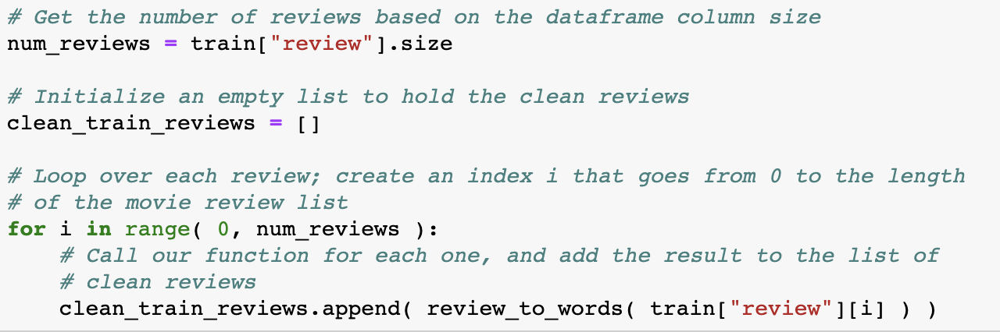 # Get the number of reviews based on the dataframe column size
num_reviews = train["review"].size
# Initialize an empty list to hold the clean reviews
clean_train_reviews = []
# Loop over each review; create an index i that goes from 0 to the length
# of the movie review list
for i in range( 0, num_reviews ):
    # Call our function for each one, and add the result to the list of
    # clean reviews
    clean_train_reviews.append( review_to_words( train["review"][i] ) )